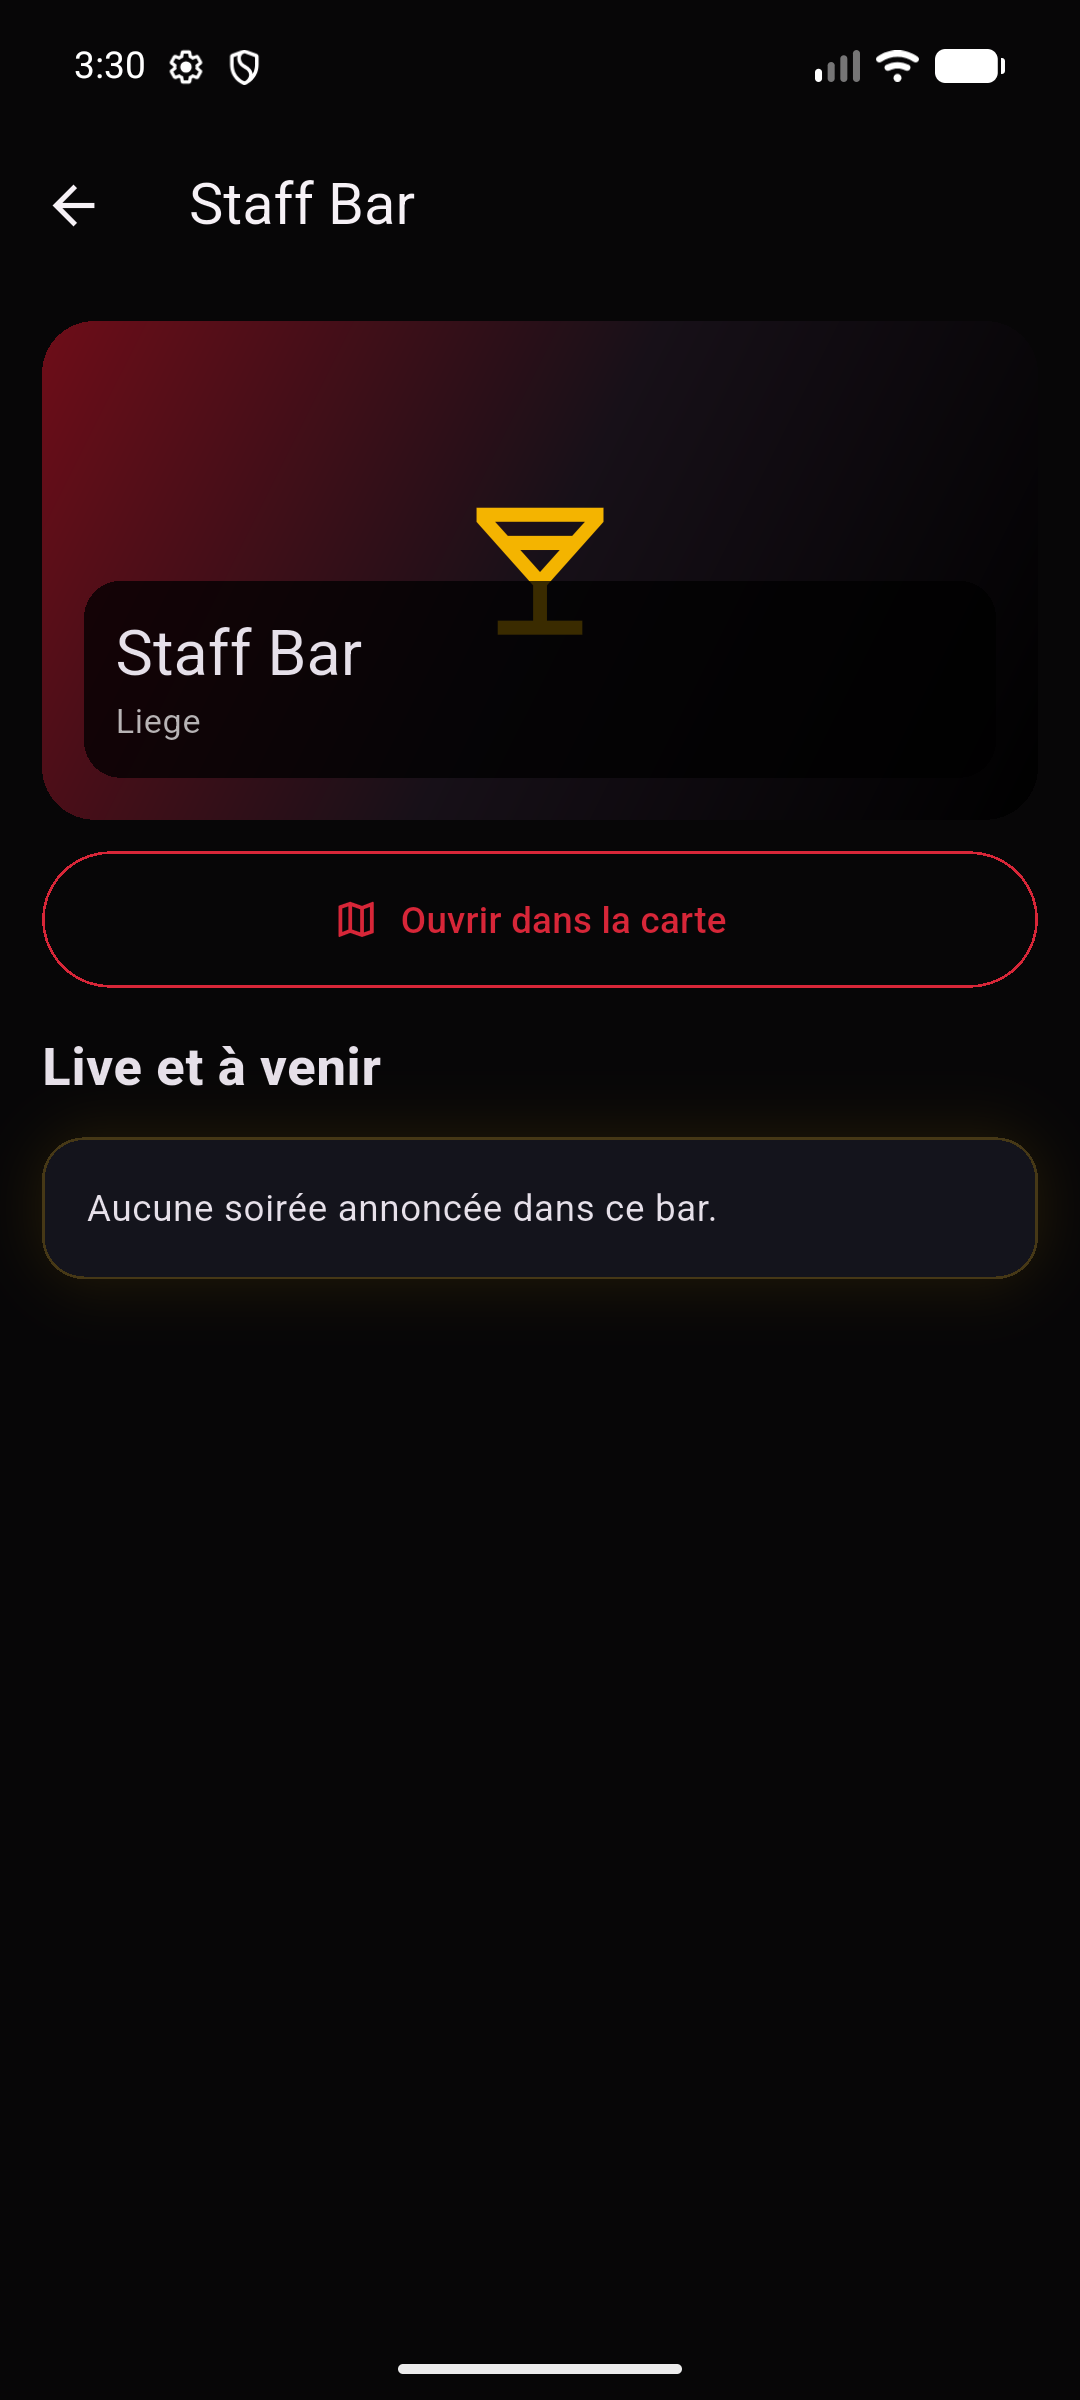 3:30
Staff Bar
Staff Bar
Liege
Ouvrir dans la carte
Live et à venir
Aucune soirée annoncée dans ce bar.